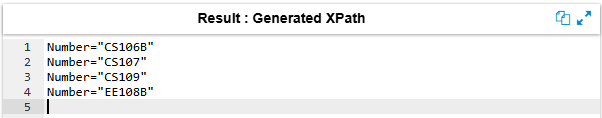 Result : Generated XPath
1 Number="CS106B"
2 Number="CS107"
3 Number="CS109"
4 Number="EE108B"
5